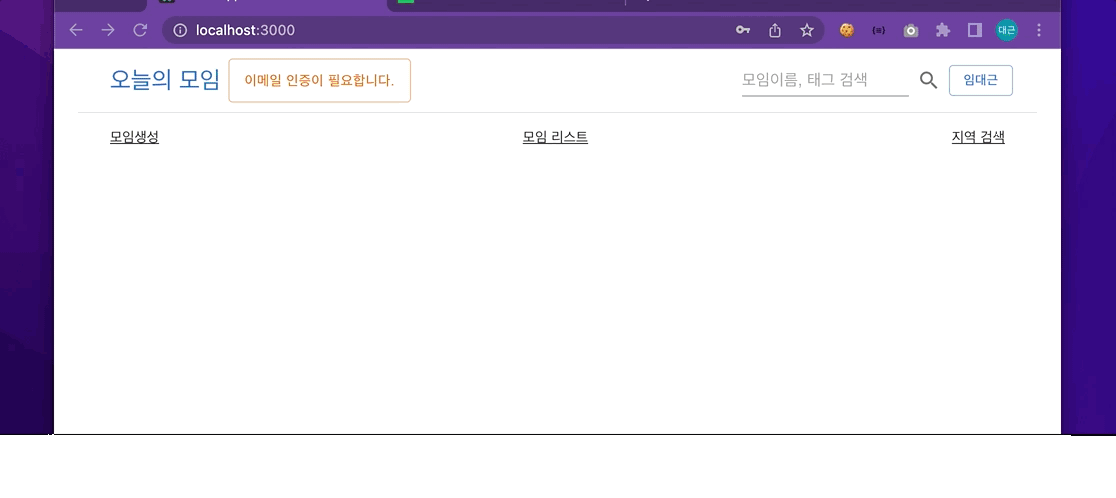 localhost:3000
대근
오늘의 모임
이메일 인증이 필요합니다.
모임이름, 태그 검색
임대근
모임생성
모임 리스트
지역 검색